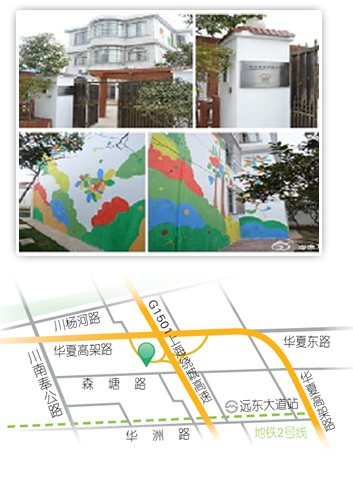 川杨河路
华夏高架路
川南奉公路
G1501上海绕城高速
华夏东路
森塘路
远东大道站
华夏高架路
华洲路
地铁2号线